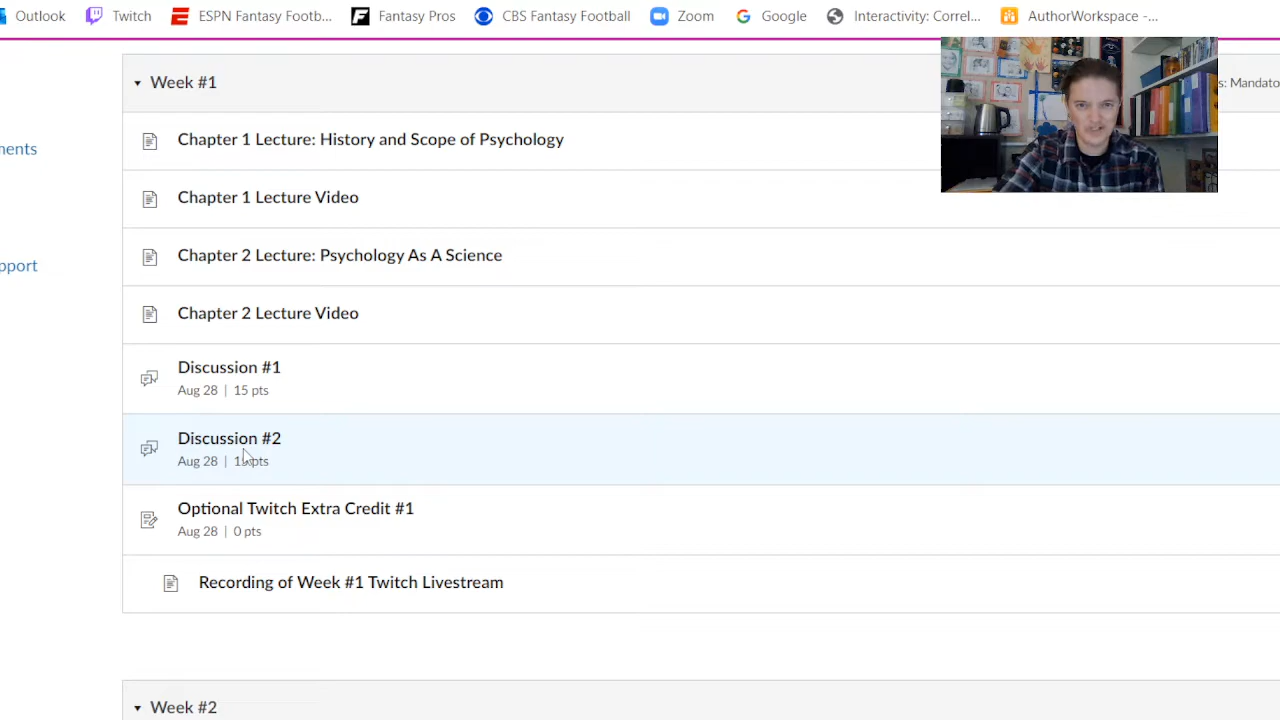 Outlook Twitch ESPN Fantasy Footb... Fantasy Pros CBS Fantasy Football Zoom Google Interactivity: Correl... AuthorWorkspace -...
Week #1
s: Mandato
Chapter 1 Lecture: History and Scope of Psychology
ments
Chapter 1 Lecture Video
Chapter 2 Lecture: Psychology As A Science
pport
Chapter 2 Lecture Video
Discussion #1
Aug 28 | 15 pts
Discussion #2
Aug 28 | pts
Optional Twitch Extra Credit #1
Aug 28 | 0 pts
Recording of Week #1 Twitch Livestream
Week #2